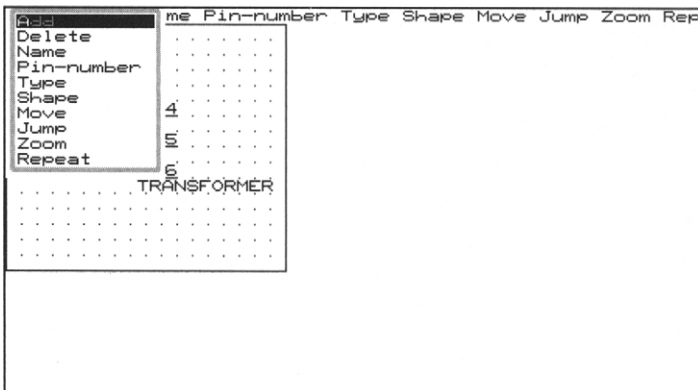 me Pin-number Type Shape Move Jump Zoom Rep
Add
Delete
Name
Pin-number
Type
Shape
Move
Jump
Zoom
Repeat
4
5
6
TRANSFORMER